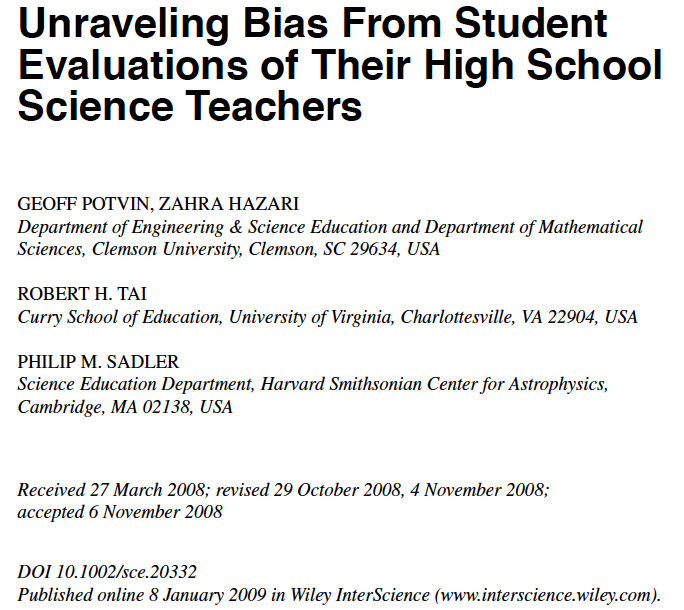 Unraveling Bias From Student
Evaluations of Their High School
Science Teachers
GEOFF POTVIN, ZAHRA HAZARI
Department of Engineering & Science Education and Department of Mathematical
Sciences, Clemson University, Clemson, SC 29634, USA
ROBERT H. TAI
Curry School of Education, University of Virginia, Charlottesville, VA 22904, USA
PHILIP M. SADLER
Science Education Department, Harvard Smithsonian Center for Astrophysics,
Cambridge, MA 02138, USA
Received 27 March 2008; revised 29 October 2008, 4 November 2008;
accepted 6 November 2008
DOI 10.1002/sce.20332
Published online 8 January 2009 in Wiley InterScience (www.interscience.wiley.com).